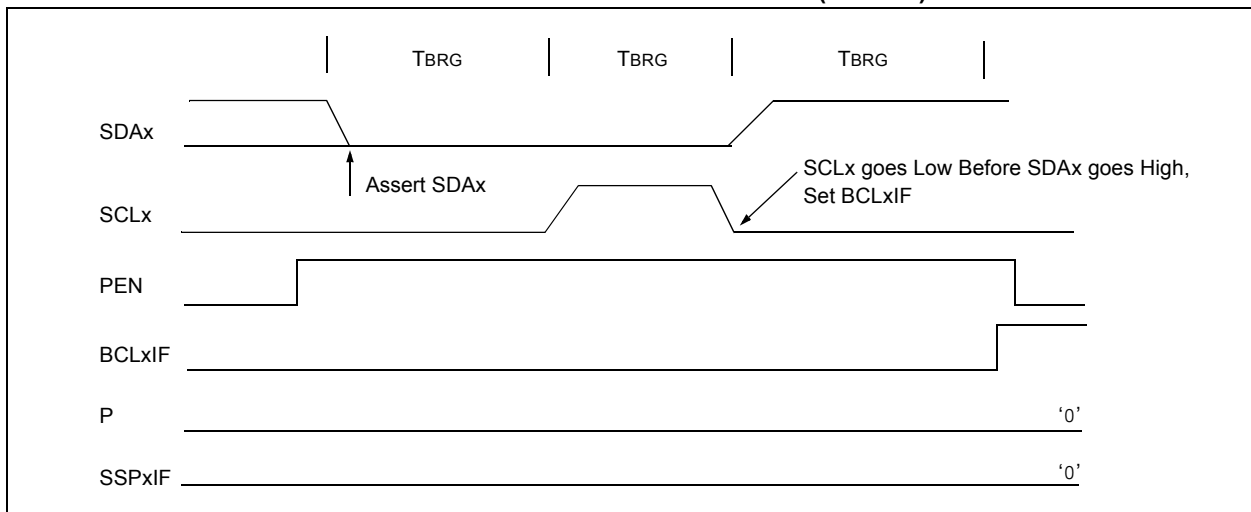 TBRG TBRG TBRG
SDAx
Assert SDAx
SCLx goes Low Before SDAx goes High,
Set BCLxIF
SCLx
PEN
BCLxIF
P ‘0’
SSPxIF ‘0’